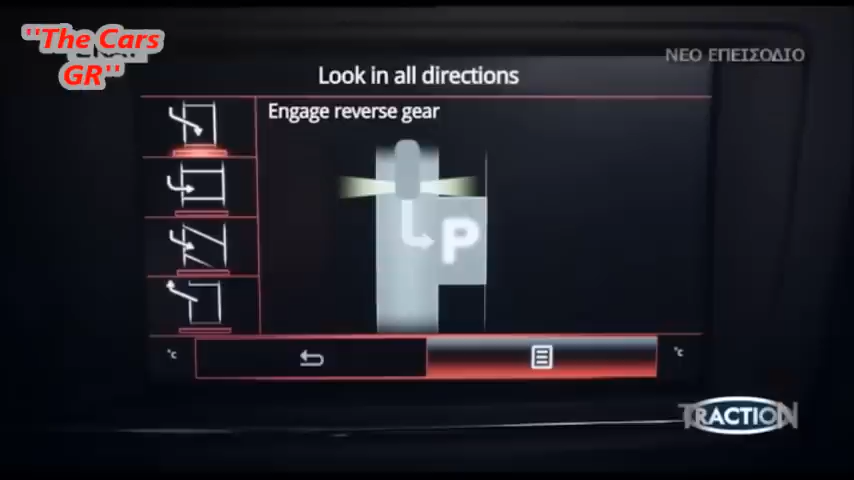 "The Cars
GR"
ΝΕΟ ΕΠΕΙΣΟΔΙΟ
Look in all directions
Engage reverse gear
P
°C
°C
TRACTION